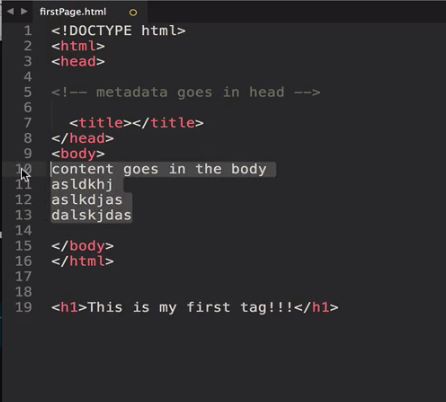 firstPage.html
1 <!DOCTYPE html>
2 <html>
3 <head>
4
5 <!-- metadata goes in head -->
6
7 <title></title>
8 </head>
9 <body>
10 content goes in the body
11 asldkhj
12 aslkdjas
13 dalskjdas
14
15 </body>
16 </html>
17
18
19 <h1>This is my first tag!!!</h1>